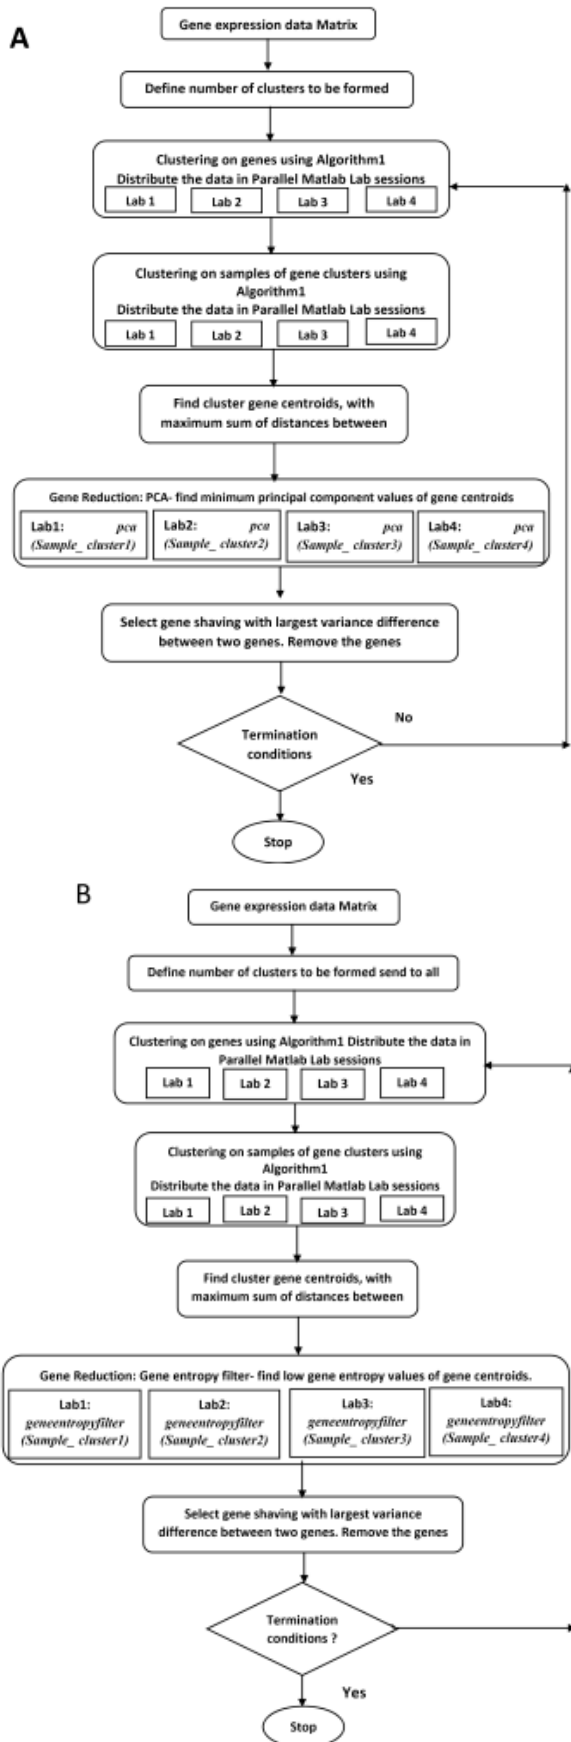 A
Gene expression data Matrix
Define number of clusters to be formed
Clustering on genes using Algorithm1
Distribute the data in Parallel Matlab Lab sessions
Lab 1
Lab 2
Lab 3
Lab 4
Clustering on samples of gene clusters using
Algorithm1
Distribute the data in Parallel Matlab Lab sessions
Lab 1
Lab 2
Lab 3
Lab 4
Find cluster gene centroids, with
maximum sum of distances between
Gene Reduction: PCA- find minimum principal component values of gene centroids
Lab1: pca
(Sample_ cluster1)
Lab2: pca
(Sample_ cluster2)
Lab3: pca
(Sample_ cluster3)
Lab4: pca
(Sample_ cluster4)
Select gene shaving with largest variance difference
between two genes. Remove the genes
Termination
conditions
No
Yes
Stop
B
Gene expression data Matrix
Define number of clusters to be formed send to all
Clustering on genes using Algorithm1 Distribute the data in
Parallel Matlab Lab sessions
Lab 1
Lab 2
Lab 3
Lab 4
Clustering on samples of gene clusters using
Algorithm1
Distribute the data in Parallel Matlab Lab sessions
Lab 1
Lab 2
Lab 3
Lab 4
Find cluster gene centroids, with
maximum sum of distances between
Gene Reduction: Gene entropy filter- find low gene entropy values of gene centroids.
Lab1:
geneentropyfilter
(Sample_ cluster1)
Lab2:
geneentropyfilter
(Sample_ cluster2)
Lab3:
geneentropyfilter
(Sample_ cluster3)
Lab4:
geneentropyfilter
(Sample_ cluster4)
Select gene shaving with largest variance
difference between two genes. Remove the genes
Termination
conditions ?
Yes
Stop